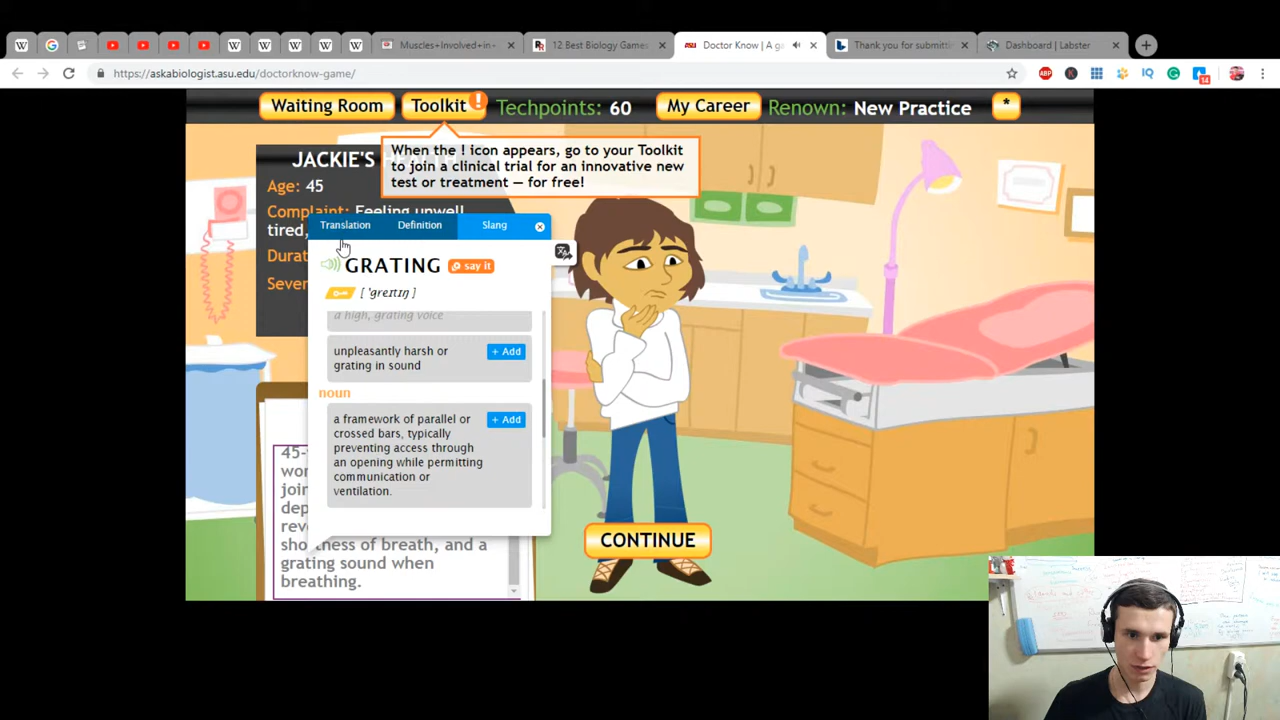 Muscles+Involved+in+
12 Best Biology Games
Doctor Know | A ga
Thank you for submittin
Dashboard | Labster
https://askabiologist.asu.edu/doctorknow-game/
Waiting Room
Toolkit !
Techpoints: 60
My Career
Renown: New Practice
*
When the ! icon appears, go to your Toolkit
to join a clinical trial for an innovative new
test or treatment — for free!
JACKIE'S
Age: 45
Complaint: Feeling unwell,
tired,
Durat
Sever
Translation
Definition
Slang
GRATING
say it
[ 'greɪtɪŋ ]
a high, grating voice
unpleasantly harsh or
grating in sound
+ Add
noun
a framework of parallel or
crossed bars, typically
preventing access through
an opening while permitting
communication or
ventilation.
+ Add
45-
wor
join
dep
reve
shortness of breath, and a
grating sound when
breathing.
CONTINUE